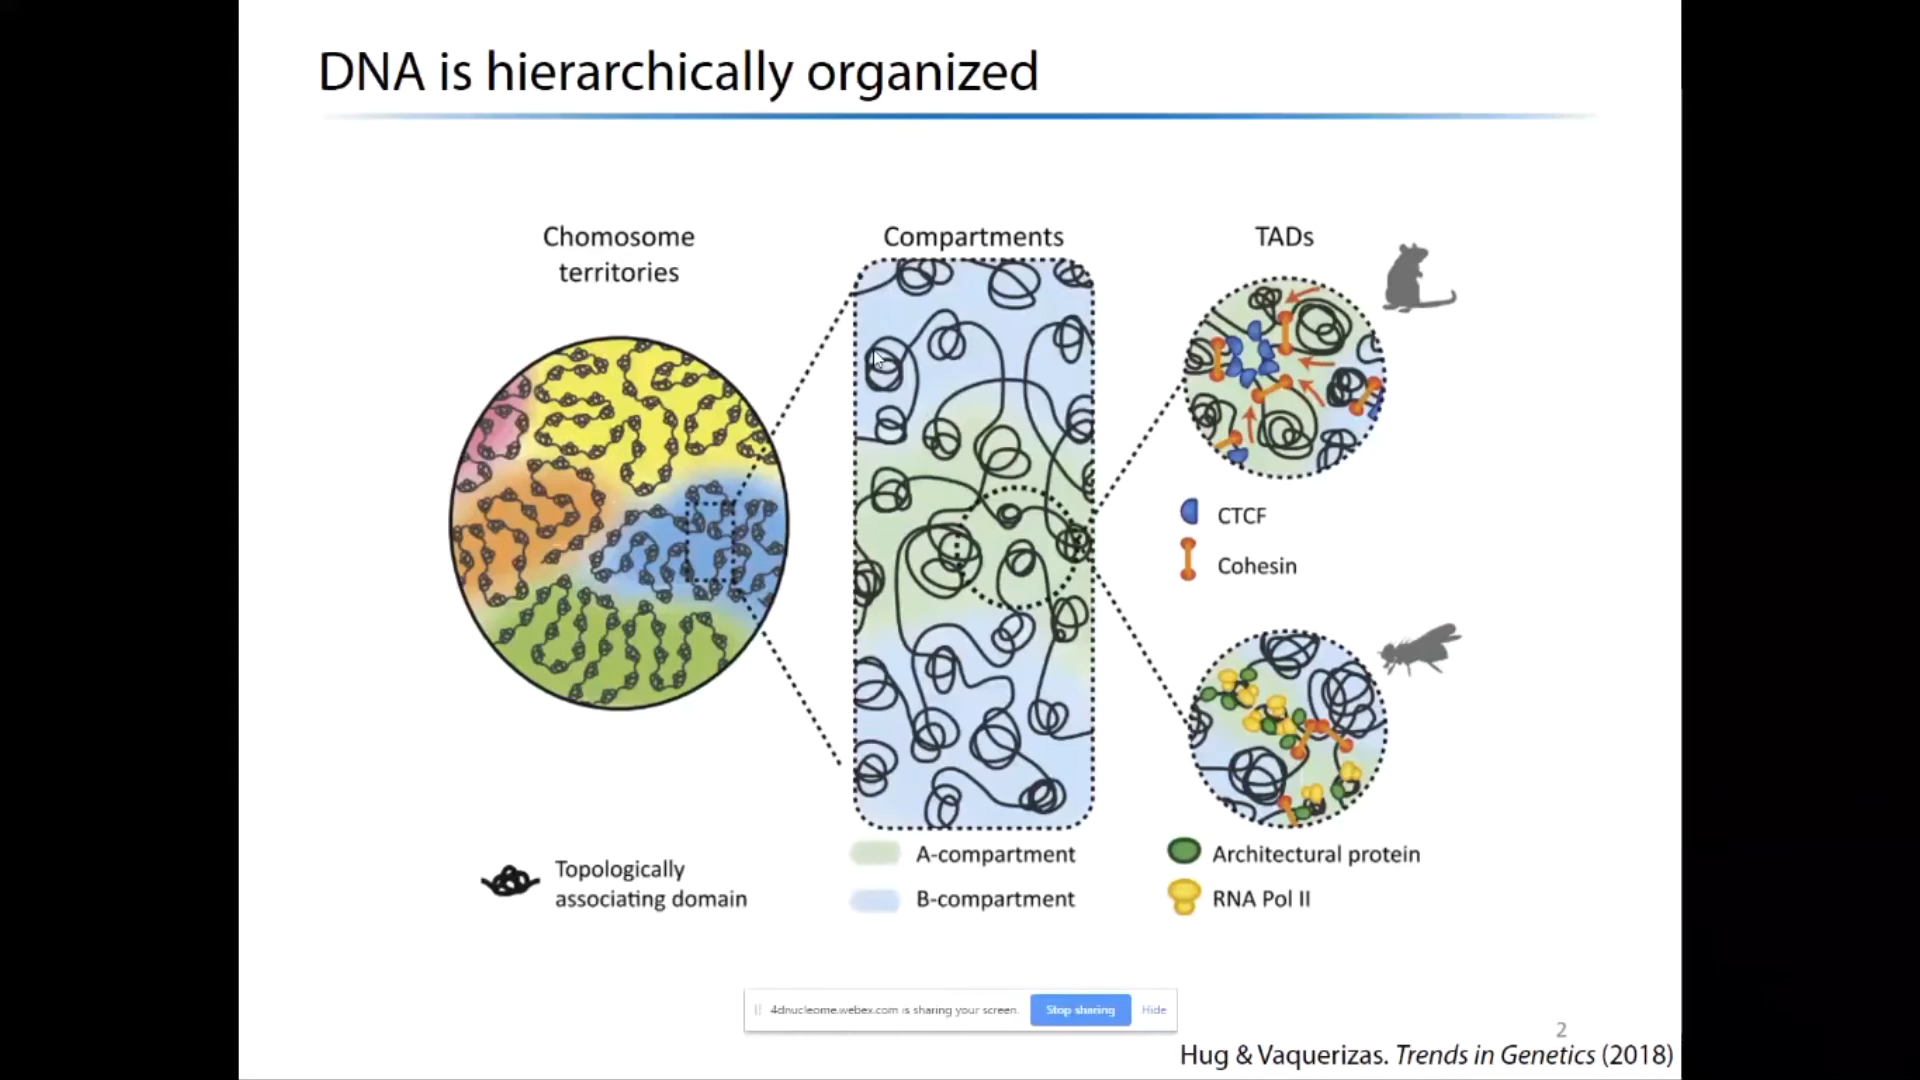 DNA is hierarchically organized
Chomosome
territories
Compartments
TADs
CTCF
Cohesin
Topologically
associating domain
A-compartment
B-compartment
Architectural protein
RNA Pol II
4dnucleome.webex.com is sharing your screen.
Stop sharing
Hide
2
Hug & Vaquerizas. Trends in Genetics (2018)